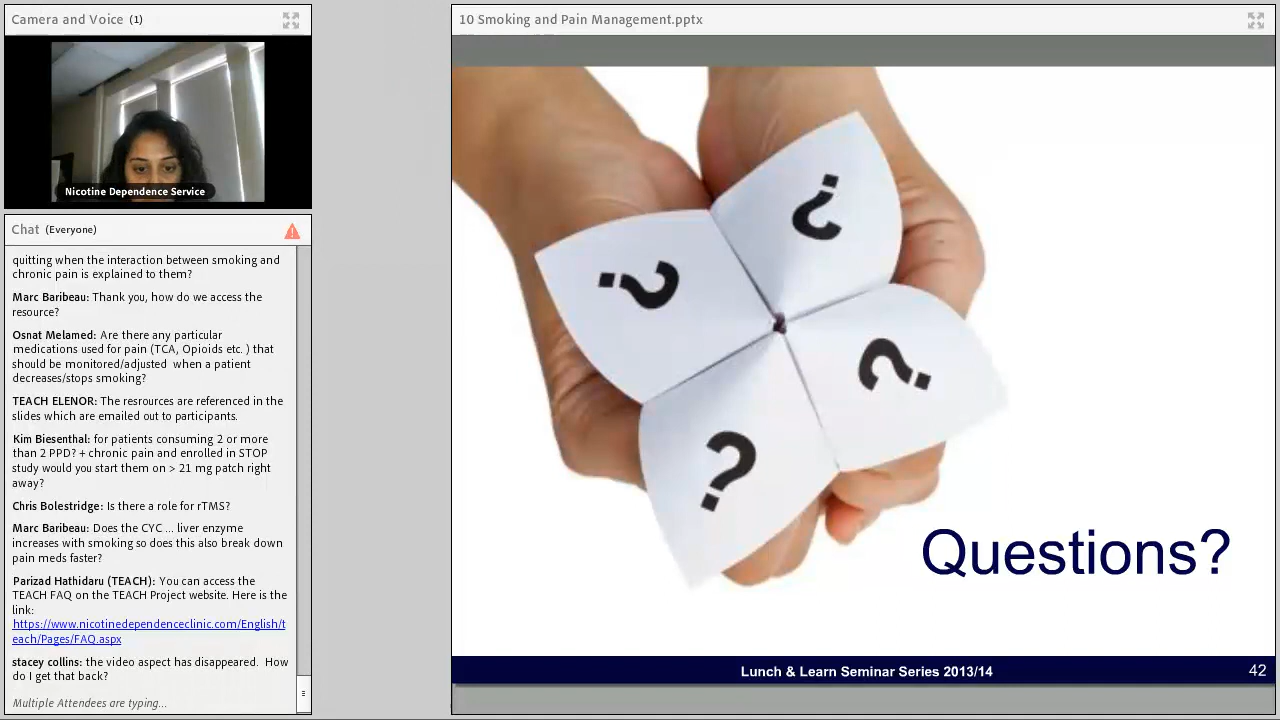 Camera and Voice (1)
Nicotine Dependence Service
Chat (Everyone)
quitting when the interaction between smoking and
chronic pain is explained to them?
Marc Baribeau: Thank you, how do we access the
resource?
Osnat Melamed: Are there any particular
medications used for pain (TCA, Opioids etc. ) that
should be monitored/adjusted when a patient
decreases/stops smoking?
TEACH ELENOR: The resrources are referenced in the
slides which are emailed out to participants.
Kim Biesenthal: for patients consuming 2 or more
than 2 PPD? + chronic pain and enrolled in STOP
study would you start them on > 21 mg patch right
away?
Chris Bolestridge: Is there a role for rTMS?
Marc Baribeau: Does the CYC ... liver enzyme
increases with smoking so does this also break down
pain meds faster?
Parizad Hathidaru (TEACH): You can access the
TEACH FAQ on the TEACH Project website. Here is the
link:
https://www.nicotinedependenceclinic.com/English/t
each/Pages/FAQ.aspx
stacey collins: the video aspect has disappeared. How
do I get that back?
Multiple Attendees are typing...
10 Smoking and Pain Management.pptx
?
?
?
?
Questions?
Lunch & Learn Seminar Series 2013/14
42